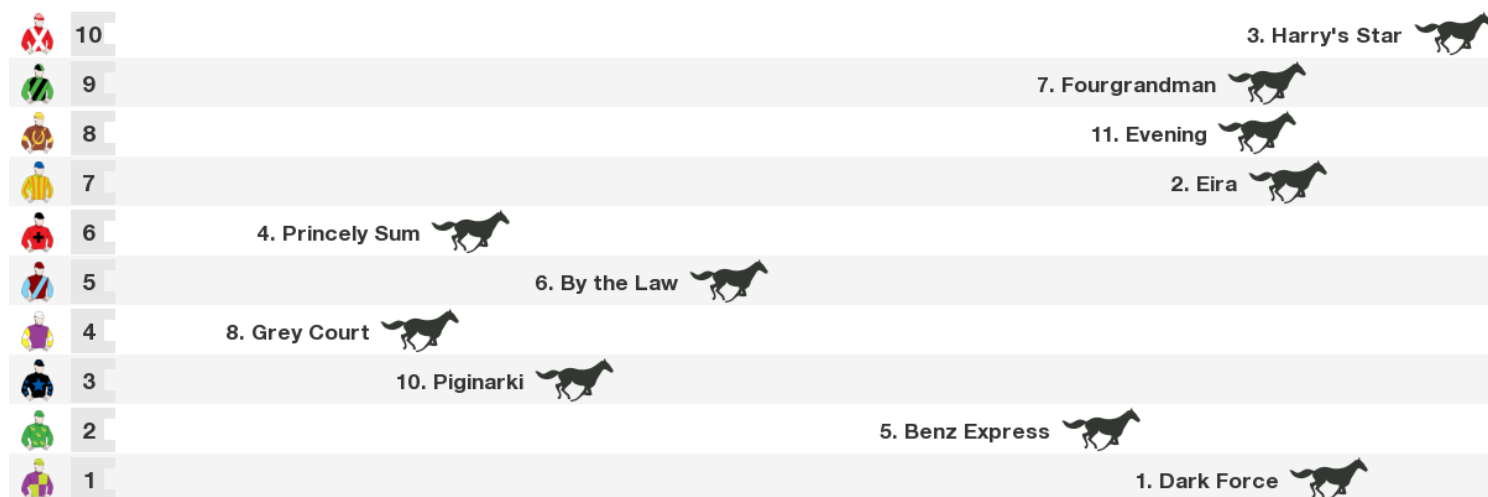 10 3. Harry's Star
9 7. Fourgrandman
8 11. Evening
7 2. Eira
6 4. Princely Sum
5 6. By the Law
4 8. Grey Court
3 10. Piginarki
2 5. Benz Express
1 1. Dark Force